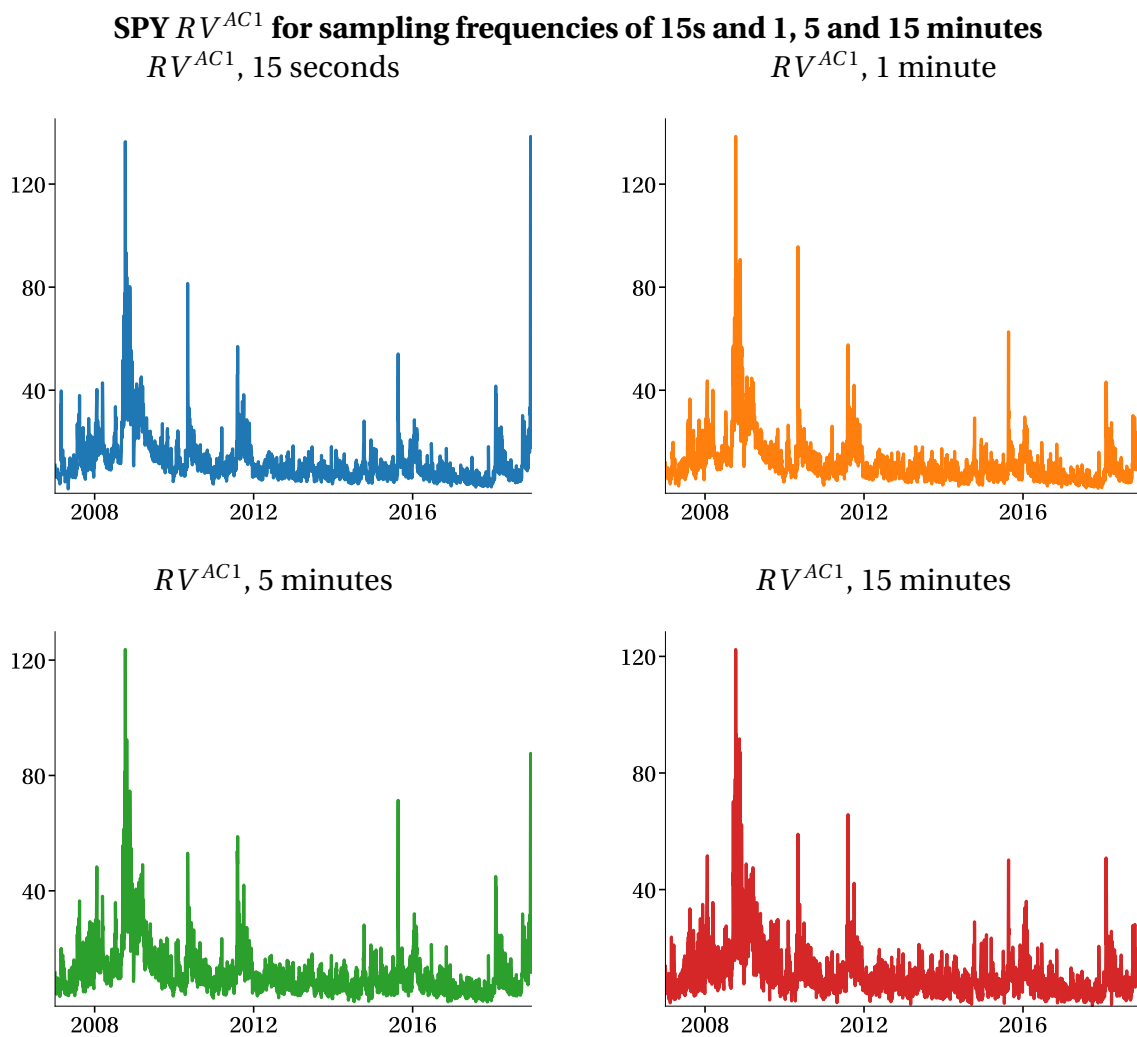 SPY RV^{AC1} for sampling frequencies of 15s and 1, 5 and 15 minutes
RV^{AC1}, 15 seconds
120
80
40
2008 2012 2016
RV^{AC1}, 1 minute
120
80
40
2008 2012 2016
RV^{AC1}, 5 minutes
120
80
40
2008 2012 2016
RV^{AC1}, 15 minutes
120
80
40
2008 2012 2016